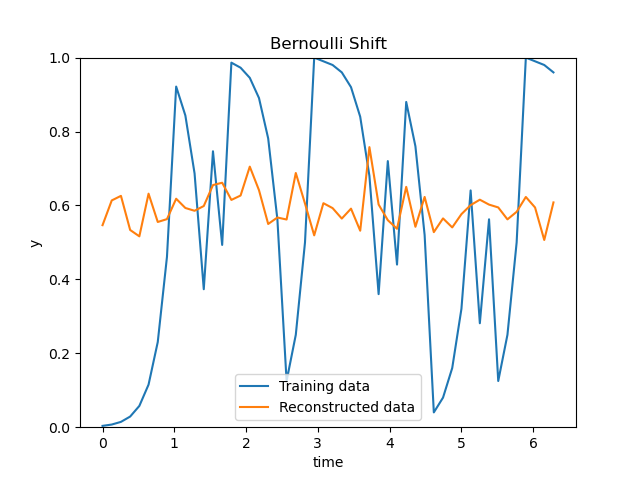 Bernoulli Shift
y
1.0
0.8
0.6
0.4
0.2
0.0
Training data
Reconstructed data
0 1 2 3 4 5 6
time